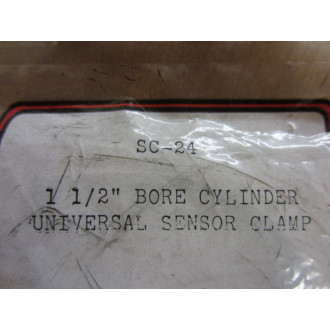 SC-24
1 1/2" BORE CYLINDER
UNIVERSAL SENSOR CLAMP